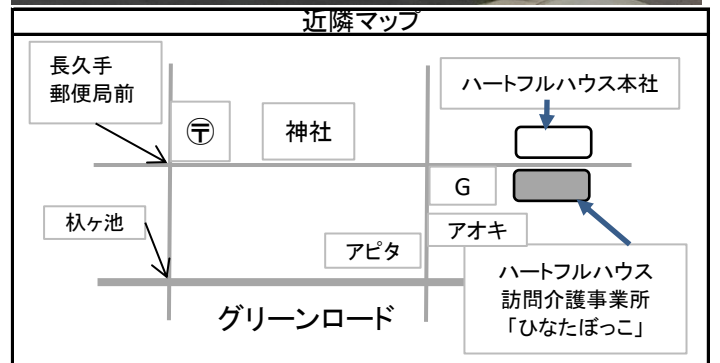 近隣マップ
長久手
郵便局前
〒
神社
ハートフルハウス本社
G
杁ヶ池
アピタ
アオキ
ハートフルハウス
訪問介護事業所
「ひなたぼっこ」
グリーンロード